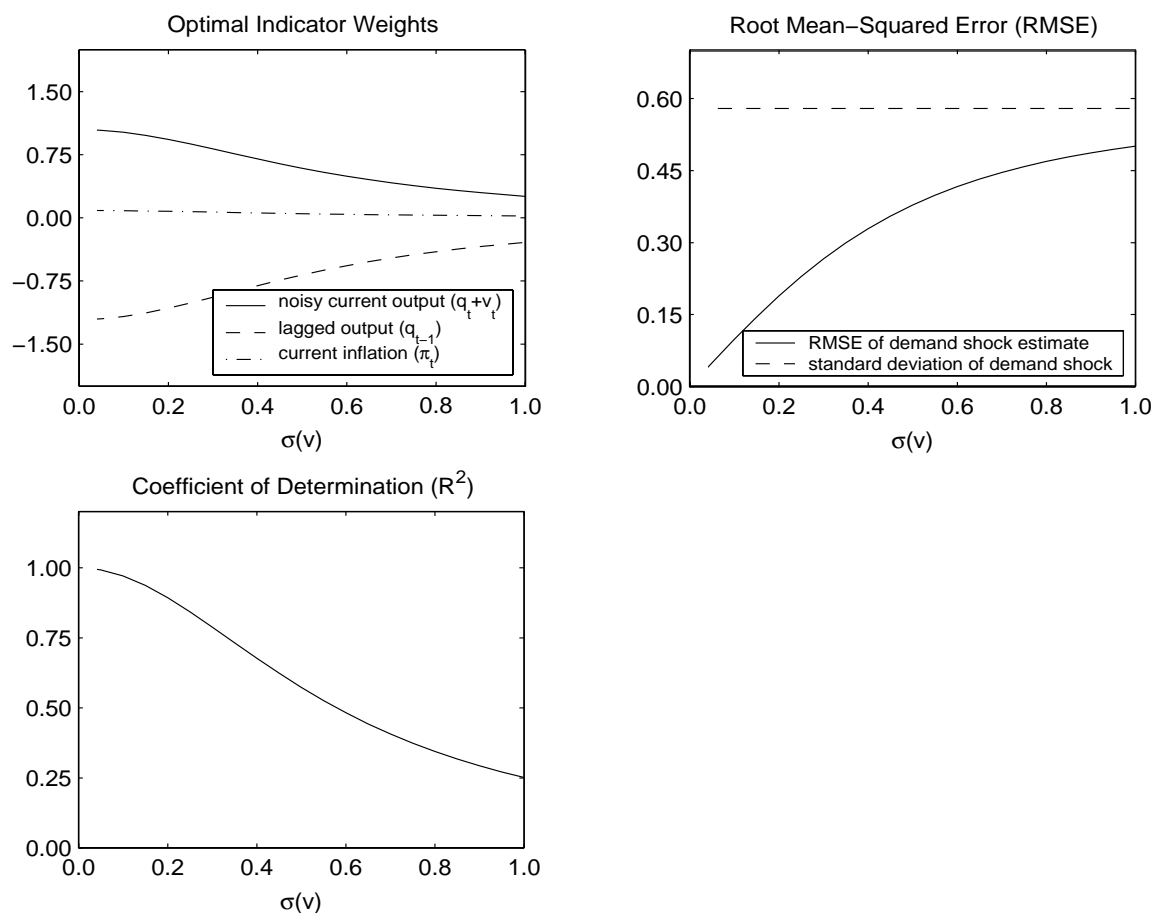 Optimal Indicator Weights
1.50
0.75
0.00
−0.75
−1.50
noisy current output (q_t+v_t)
lagged output (q_{t−1})
current inflation (π_t)
0.0 0.2 0.4 0.6 0.8 1.0
σ(v)
Root Mean−Squared Error (RMSE)
0.60
0.45
0.30
0.15
0.00
RMSE of demand shock estimate
standard deviation of demand shock
0.0 0.2 0.4 0.6 0.8 1.0
σ(v)
Coefficient of Determination (R^2)
1.00
0.75
0.50
0.25
0.00
0.0 0.2 0.4 0.6 0.8 1.0
σ(v)